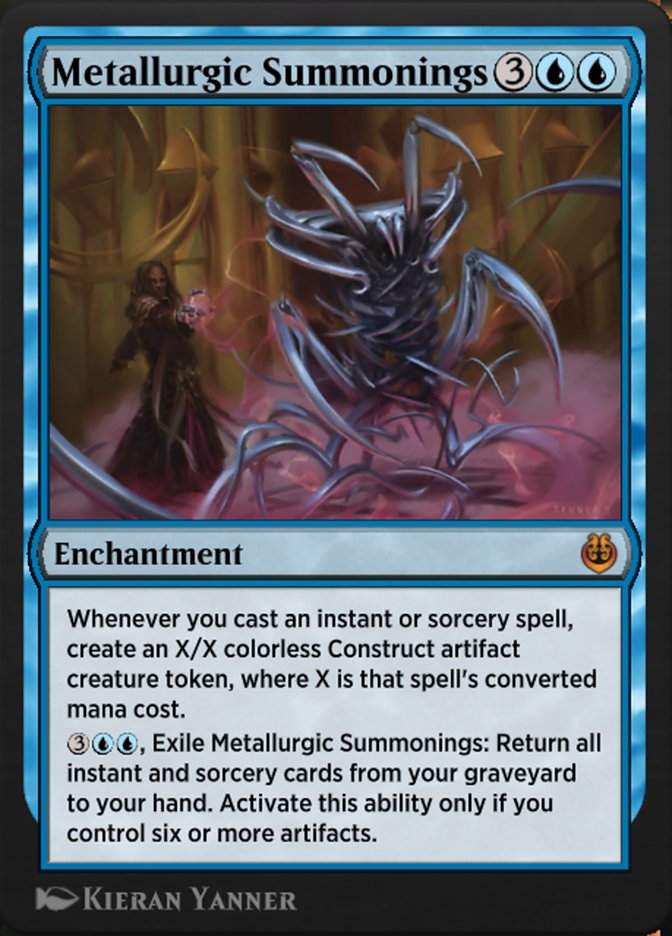 Metallurgic Summonings 3
Enchantment
Whenever you cast an instant or sorcery spell,
create an X/X colorless Construct artifact
creature token, where X is that spell's converted
mana cost.
3, Exile Metallurgic Summonings: Return all
instant and sorcery cards from your graveyard
to your hand. Activate this ability only if you
control six or more artifacts.
Kieran Yanner